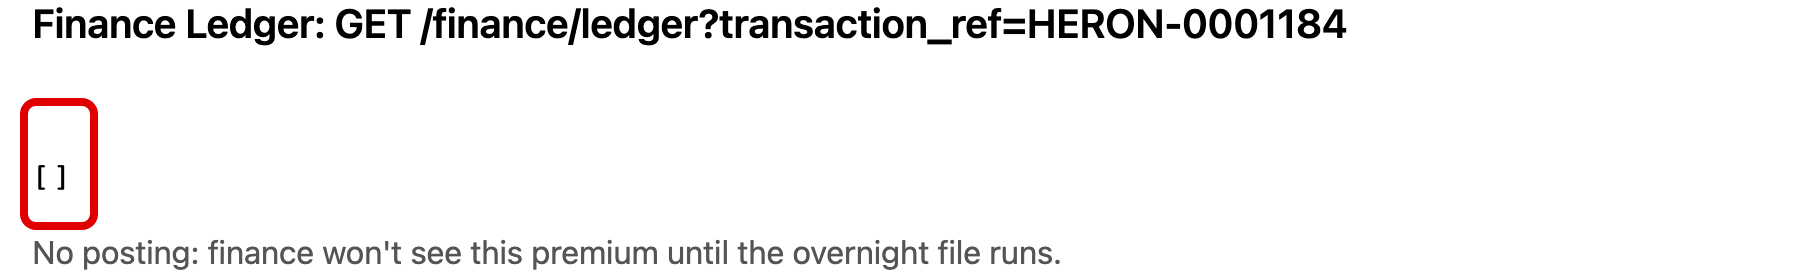 Finance Ledger: GET /finance/ledger?transaction_ref=HERON-0001184
[]
No posting: finance won't see this premium until the overnight file runs.